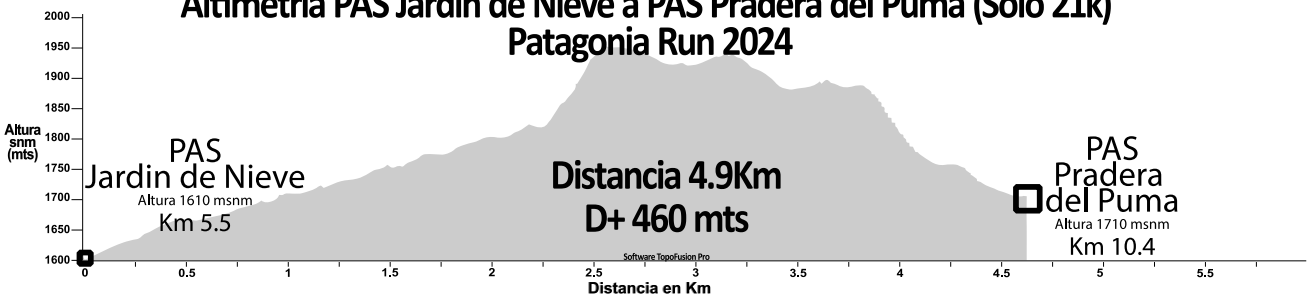 Altimetría PAS Jardin de Nieve a PAS Pradera del Puma (Solo 21k)
Patagonia Run 2024
2000
1950
1900
1850
1800
1750
1700
1650
1600
Altura
snm
(mts)
PAS
Jardin de Nieve
Altura 1610 msnm
Km 5.5
Distancia 4.9Km
D+ 460 mts
Software TopoFusion Pro
PAS
Pradera
del Puma
Altura 1710 msnm
Km 10.4
0 0.5 1 1.5 2 2.5 3 3.5 4 4.5 5 5.5
Distancia en Km